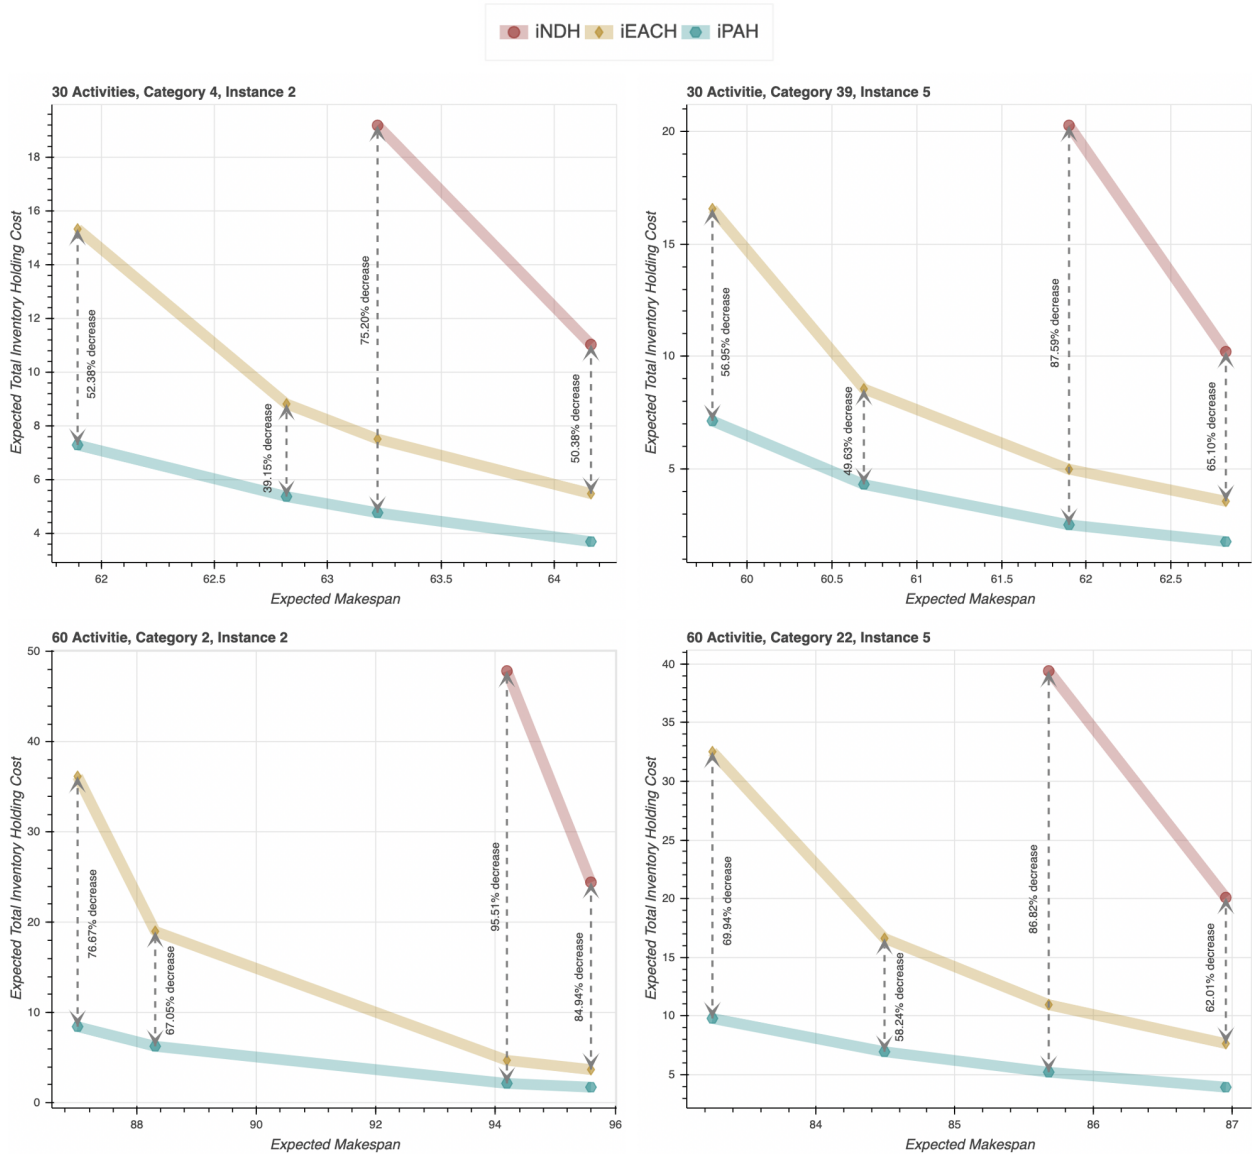 iNDH iEACH iPAH
30 Activities, Category 4, Instance 2
Expected Total Inventory Holding Cost
18
16
14
12
10
8
6
4
52.38% decrease
39.15% decrease
75.20% decrease
50.38% decrease
62 62.5 63 63.5 64
Expected Makespan
30 Activitie, Category 39, Instance 5
Expected Total Inventory Holding Cost
20
15
10
5
56.95% decrease
49.63% decrease
87.59% decrease
65.10% decrease
60 60.5 61 61.5 62 62.5
Expected Makespan
60 Activitie, Category 2, Instance 2
Expected Total Inventory Holding Cost
50
40
30
20
10
0
76.67% decrease
67.05% decrease
95.51% decrease
84.94% decrease
88 90 92 94 96
Expected Makespan
60 Activitie, Category 22, Instance 5
Expected Total Inventory Holding Cost
40
35
30
25
20
15
10
5
69.94% decrease
58.24% decrease
86.82% decrease
62.01% decrease
84 85 86 87
Expected Makespan